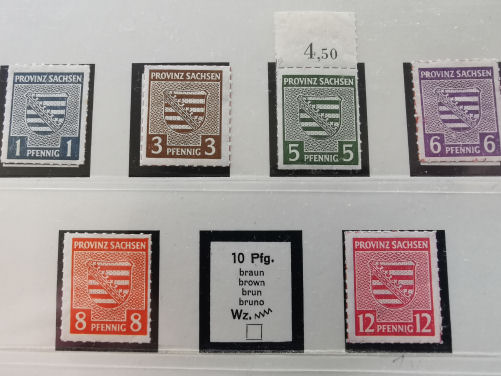 4,50
PROVINZ SACHSEN
1 PFENNIG 1
PROVINZ SACHSEN
3 PFENNIG 3
PROVINZ SACHSEN
5 PFENNIG 5
PROVINZ SACHSEN
6 PFENNIG 6
PROVINZ SACHSEN
8 PFENNIG 8
10 Pfg.
braun
brown
brun
bruno
Wz.
PROVINZ SACHSEN
12 PFENNIG 12